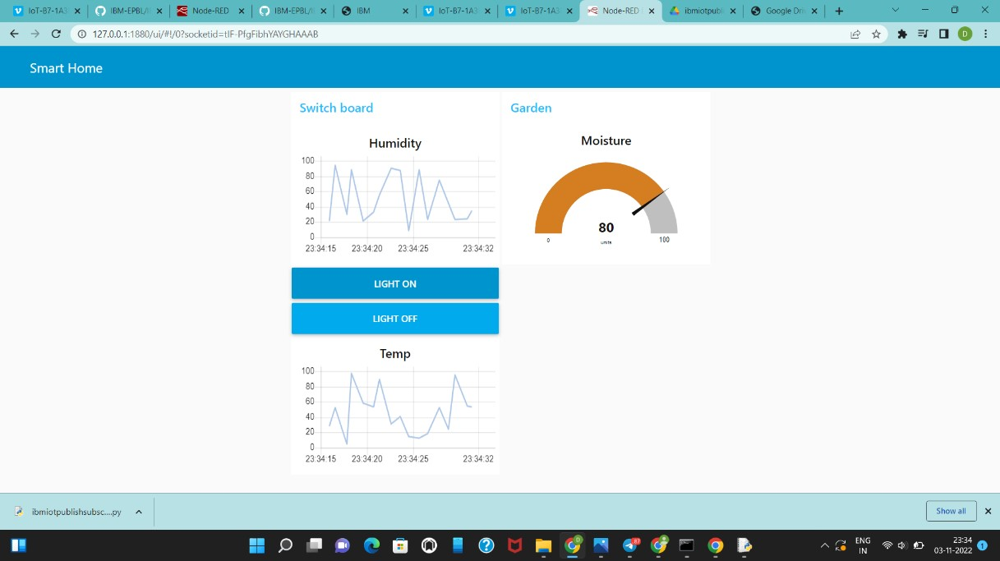 IoT-B7-1A3
IBM-EPBL/I
Node-RED
IBM-EPBL/I
IBM
IoT-B7-1A3
IoT-B7-1A3
Node-RED
ibmiotpubl
Google Dri
127.0.0.1:1880/ui/#!/0?socketid=tIF-PfgFibhYAYGHAAAB
D
Smart Home
Switch board
Humidity
100
80
60
40
20
0
23:34:15 23:34:20 23:34:25 23:34:32
LIGHT ON
LIGHT OFF
Temp
100
80
60
40
20
0
23:34:15 23:34:20 23:34:25 23:34:32
Garden
Moisture
80
units
0 100
ibmiotpublishsubsc....py
Show all
ENG
IN
23:34
03-11-2022
1